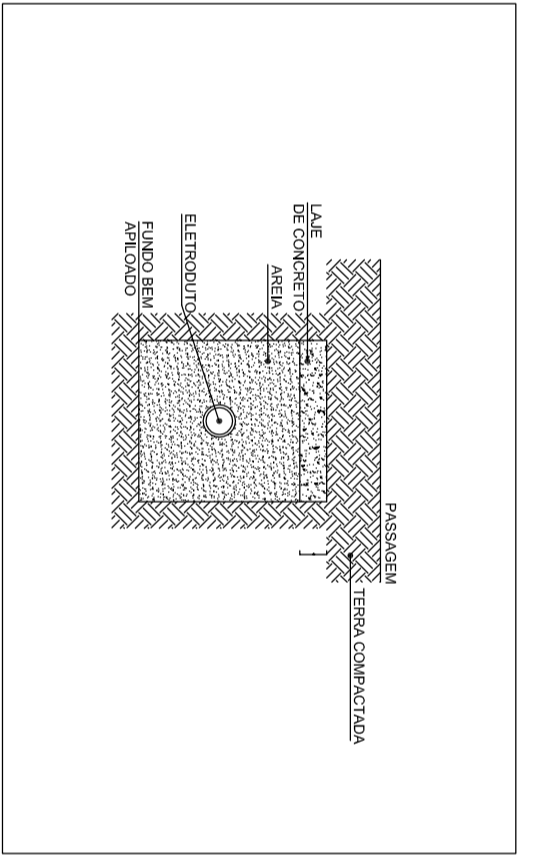 PASSAGEM
TERRA COMPACTADA
LAJE
DE CONCRETO
AREIA
ELETRODUTO
FUNDO BEM
APILOADO